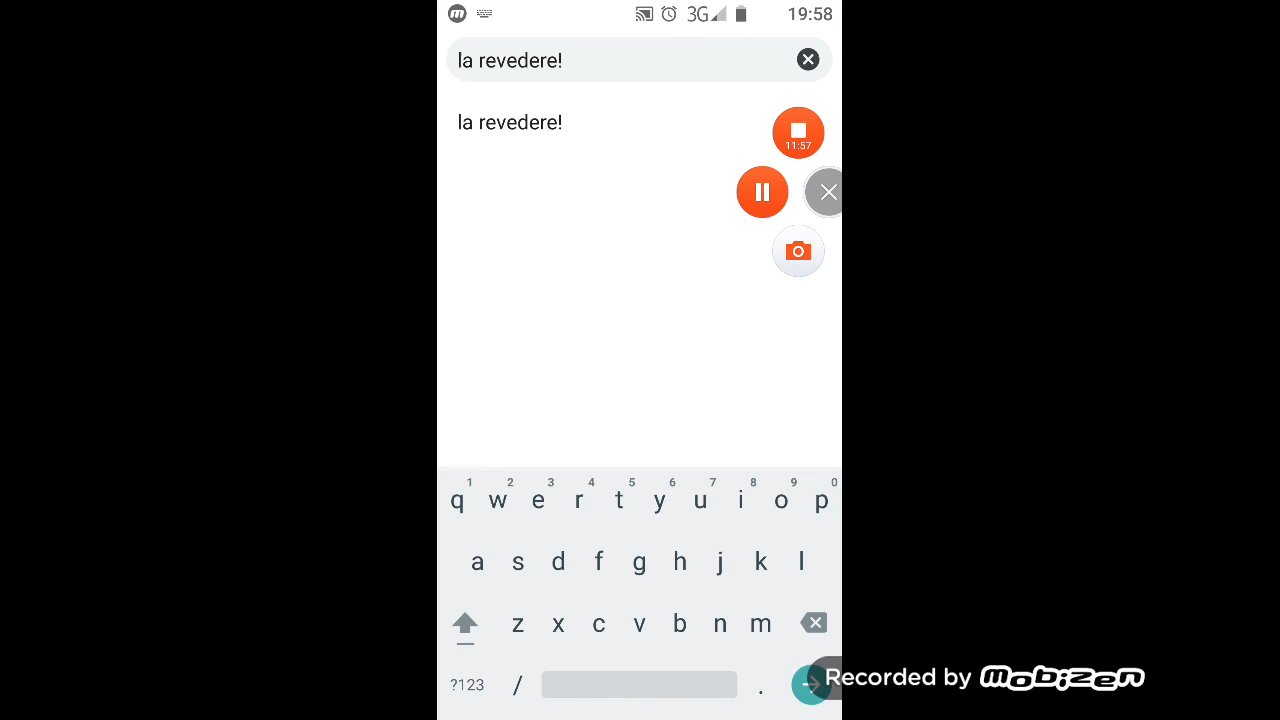 m 3G 19:58
la revedere!
la revedere!
11:57
1 2 3 4 5 6 7 8 9 0
q w e r t y u i o p
a s d f g h j k l
z x c v b n m
?123 / .
Recorded by mobizen